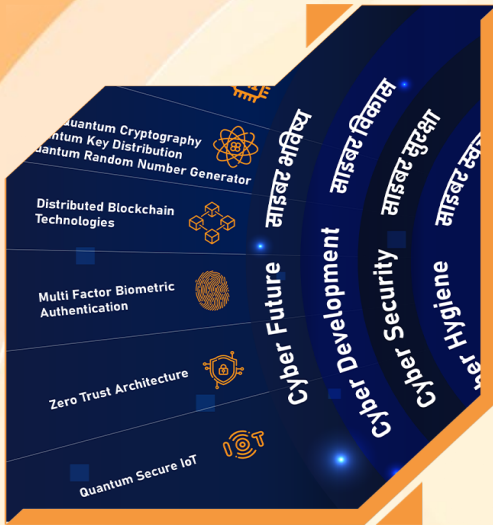 Quantum Cryptography
Quantum Key Distribution
Quantum Random Number Generator
Distributed Blockchain
Technologies
Multi Factor Biometric
Authentication
Zero Trust Architecture
Quantum Secure IoT
IOT
साइबर भविष्य
Cyber Future
साइबर विकास
Cyber Development
साइबर सुरक्षा
Cyber Security
साइबर
Hygiene